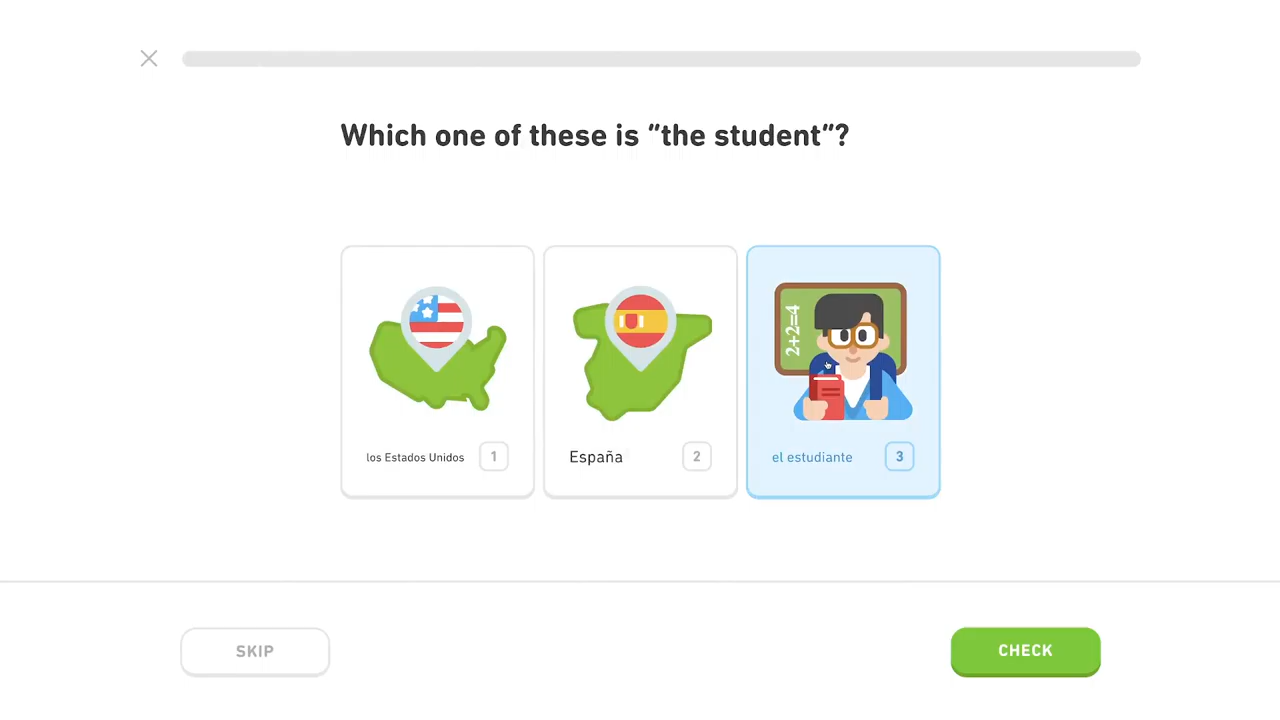 Which one of these is ”the student”?
2+2=4
los Estados Unidos 1
España 2
el estudiante 3
SKIP
CHECK